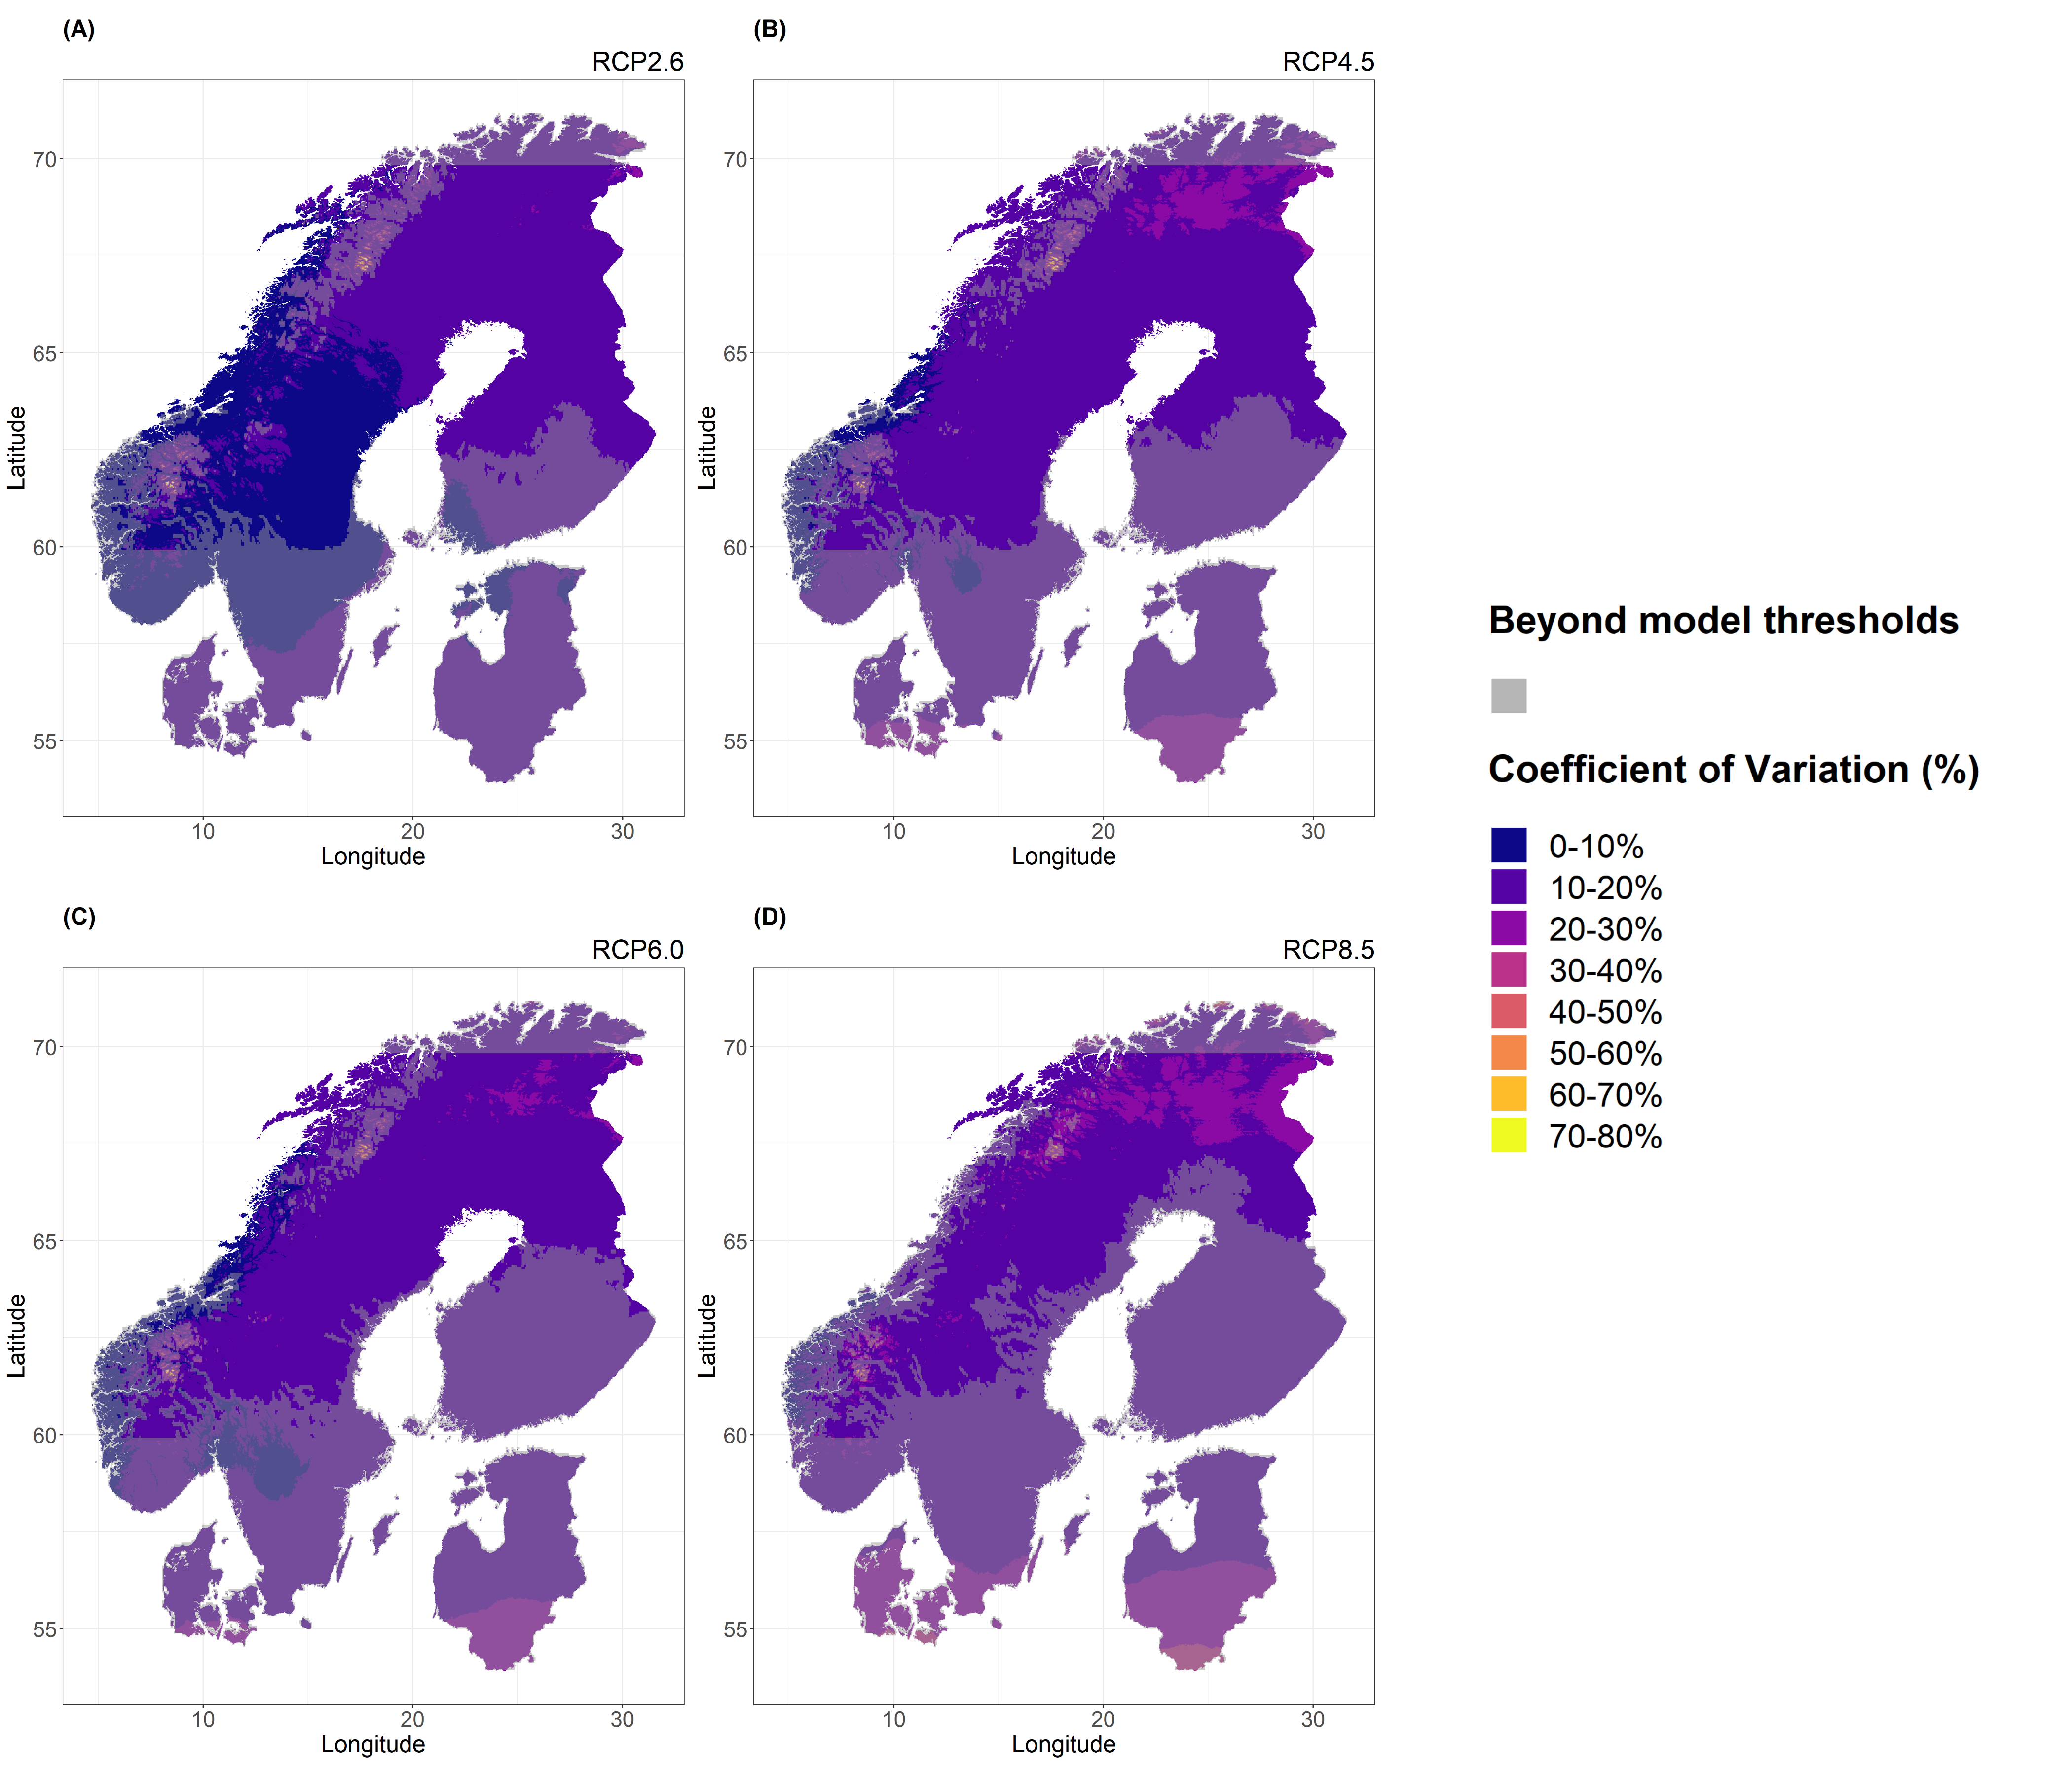 (A)
RCP2.6
Latitude
70
65
60
55
10
20
30
Longitude
(B)
RCP4.5
Latitude
70
65
60
55
10
20
30
Longitude
(C)
RCP6.0
Latitude
70
65
60
55
10
20
30
Longitude
(D)
RCP8.5
Latitude
70
65
60
55
10
20
30
Longitude
Beyond model thresholds
Coefficient of Variation (%)
0-10%
10-20%
20-30%
30-40%
40-50%
50-60%
60-70%
70-80%